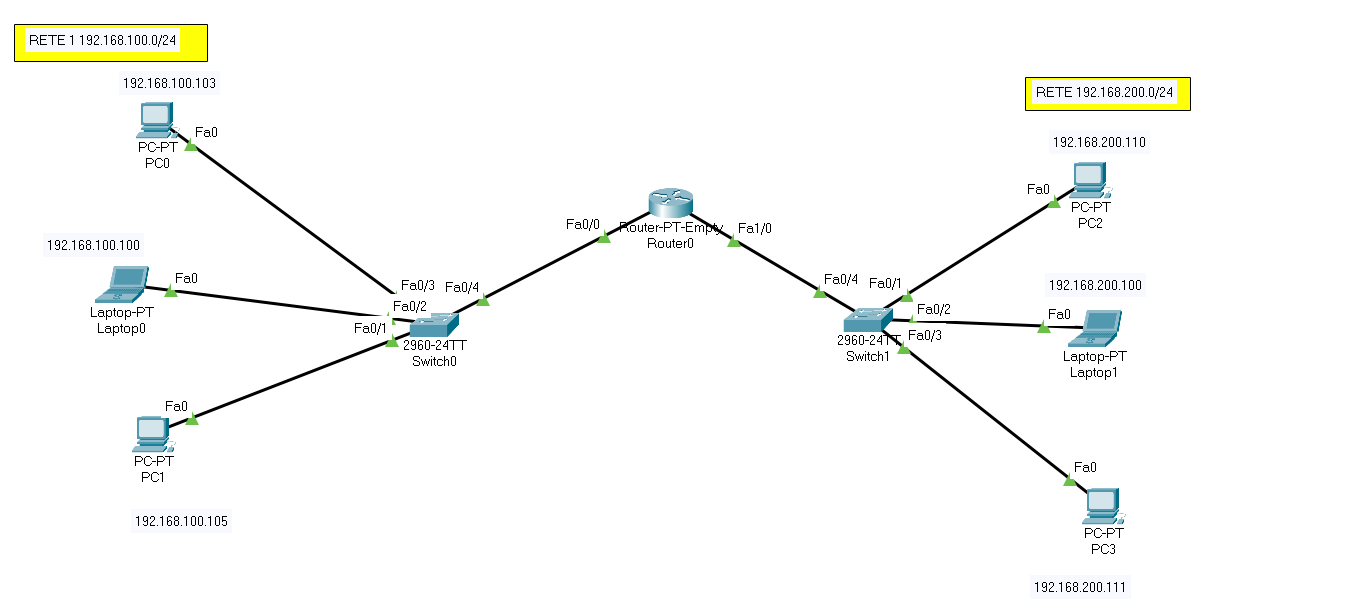 RETE 1 192.168.100.0/24
192.168.100.103
Fa0
PC-PT
PC0
192.168.100.100
Fa0
Laptop-PT
Laptop0
Fa0
PC-PT
PC1
192.168.100.105
Fa0/3
Fa0/2
Fa0/1
Fa0/4
2960-24TT
Switch0
Fa0/0
Router-PT-Empty
Router0
Fa1/0
Fa0/4
Fa0/1
Fa0/2
Fa0/3
2960-24TT
Switch1
RETE 192.168.200.0/24
192.168.200.110
Fa0
PC-PT
PC2
192.168.200.100
Fa0
Laptop-PT
Laptop1
Fa0
PC-PT
PC3
192.168.200.111